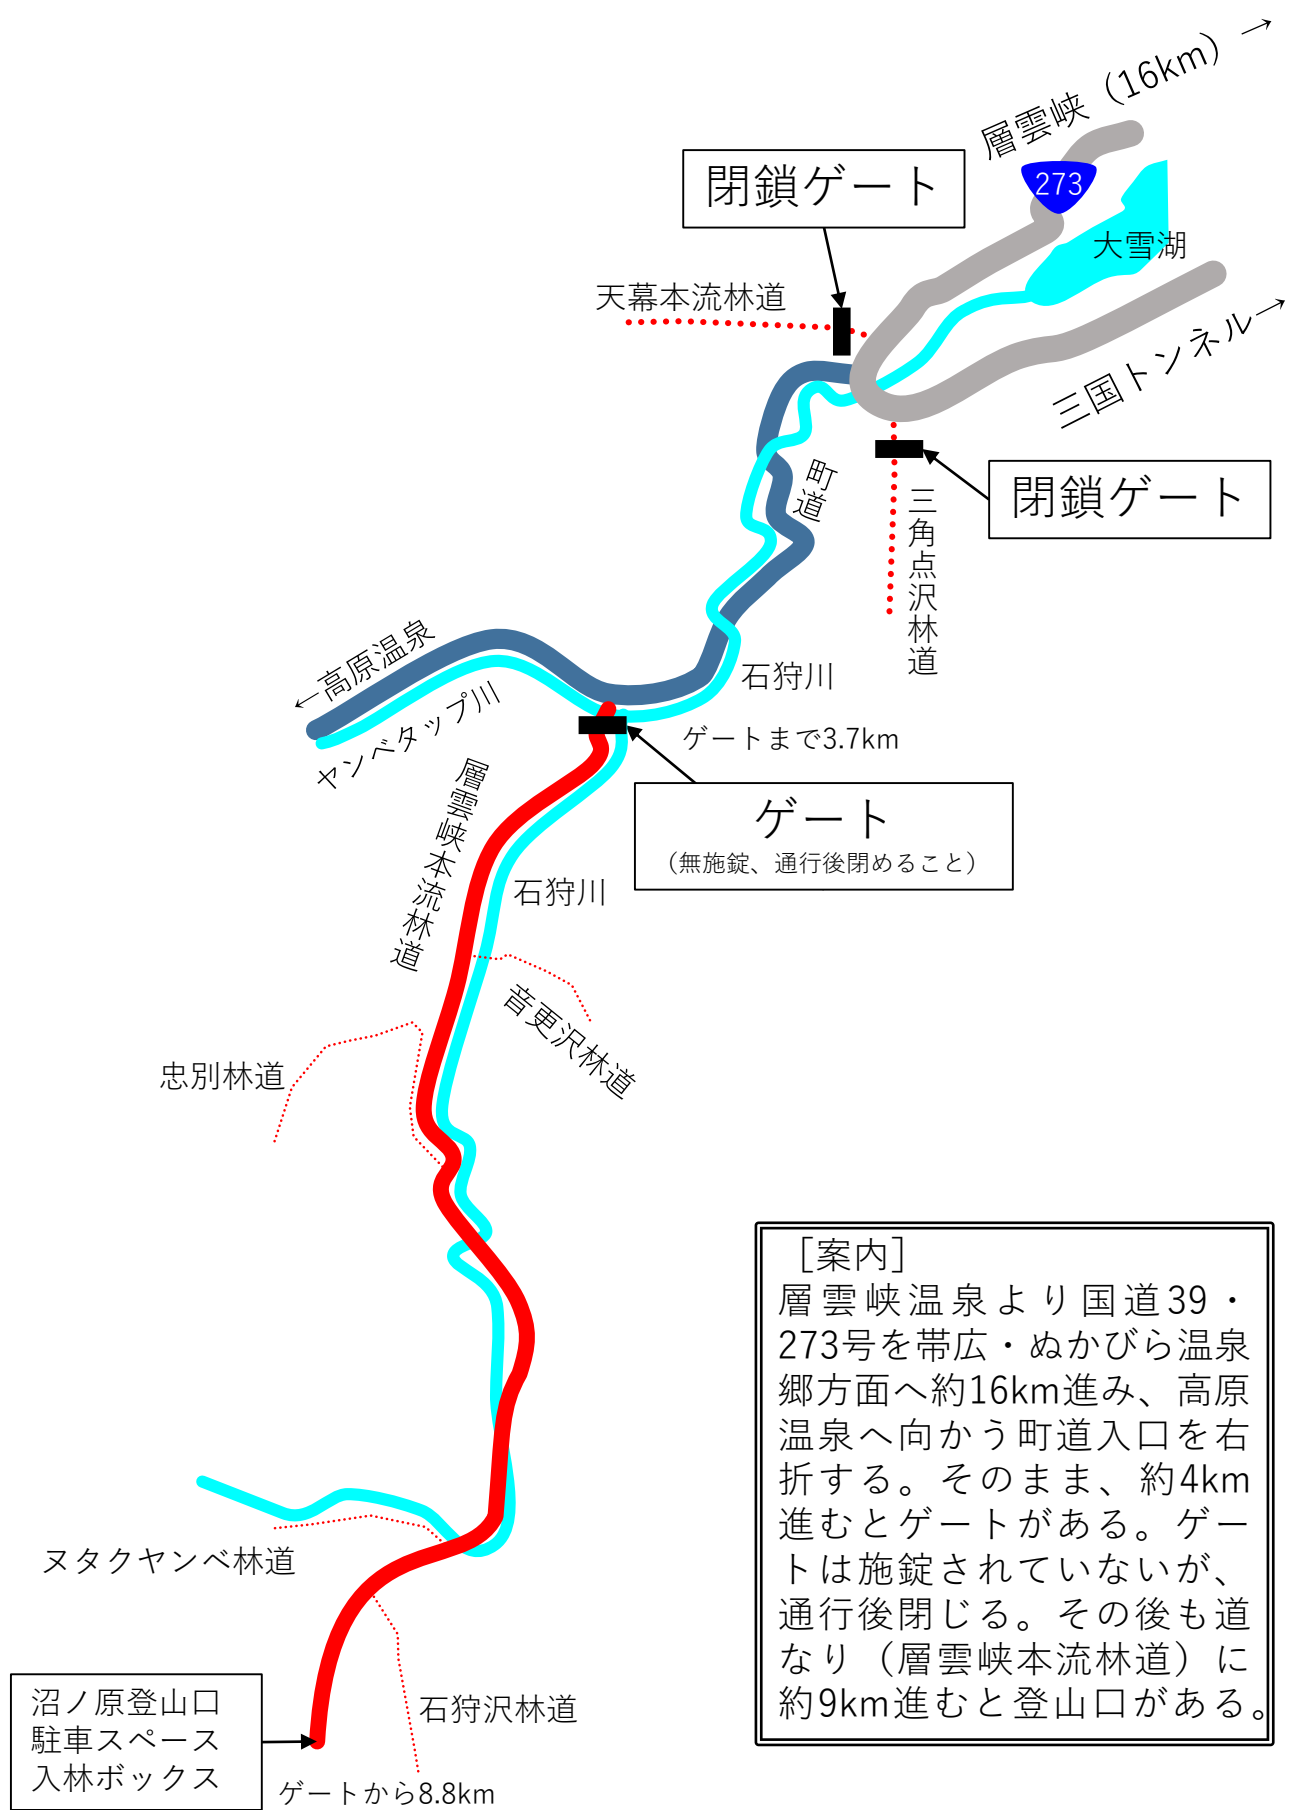 層雲峡（16km）→
273
大雪湖
閉鎖ゲート
天幕本流林道
三国トンネル→
閉鎖ゲート
町道
三角点沢林道
←高原温泉
石狩川
ヤンベタップ川
ゲートまで3.7km
層雲峡本流林道
ゲート
（無施錠、通行後閉めること）
石狩川
音更沢林道
忠別林道
［案内］
層雲峡温泉より国道39・
273号を帯広・ぬかびら温泉
郷方面へ約16km進み、高原
温泉へ向かう町道入口を右
折する。そのまま、約4km
進むとゲートがある。ゲー
トは施錠されていないが、
通行後閉じる。その後も道
なり（層雲峡本流林道）に
約9km進むと登山口がある。
ヌタクヤンベ林道
沼ノ原登山口
駐車スペース
入林ボックス
石狩沢林道
ゲートから8.8km